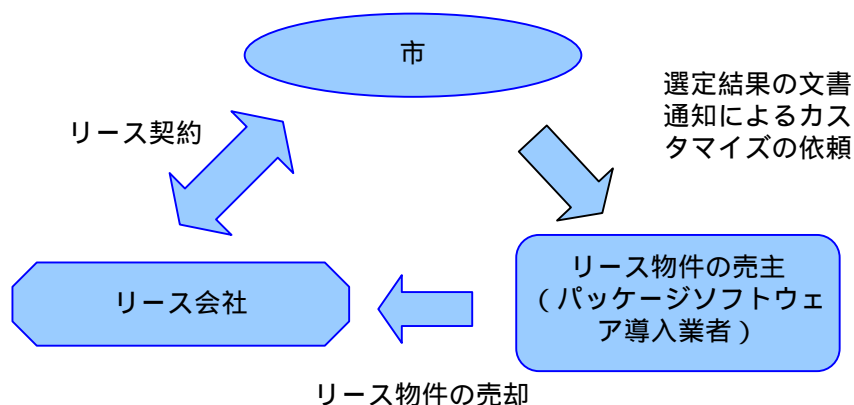 市
選定結果の文書
通知によるカス
タマイズの依頼
リース契約
リース会社
リース物件の売主
（パッケージソフトウェ
ア導入業者）
リース物件の売却